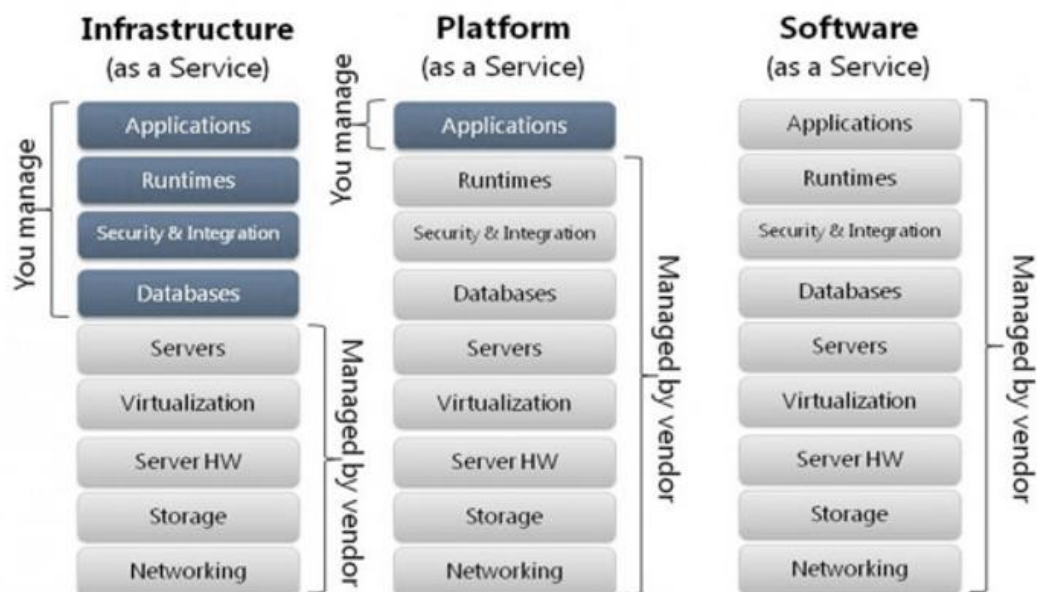 Infrastructure
(as a Service)
You manage
Applications
Runtimes
Security & Integration
Databases
Servers
Virtualization
Server HW
Storage
Networking
Managed by vendor
Platform
(as a Service)
You manage
Applications
Runtimes
Security & Integration
Databases
Servers
Virtualization
Server HW
Storage
Networking
Managed by vendor
Software
(as a Service)
Applications
Runtimes
Security & Integration
Databases
Servers
Virtualization
Server HW
Storage
Networking
Managed by vendor